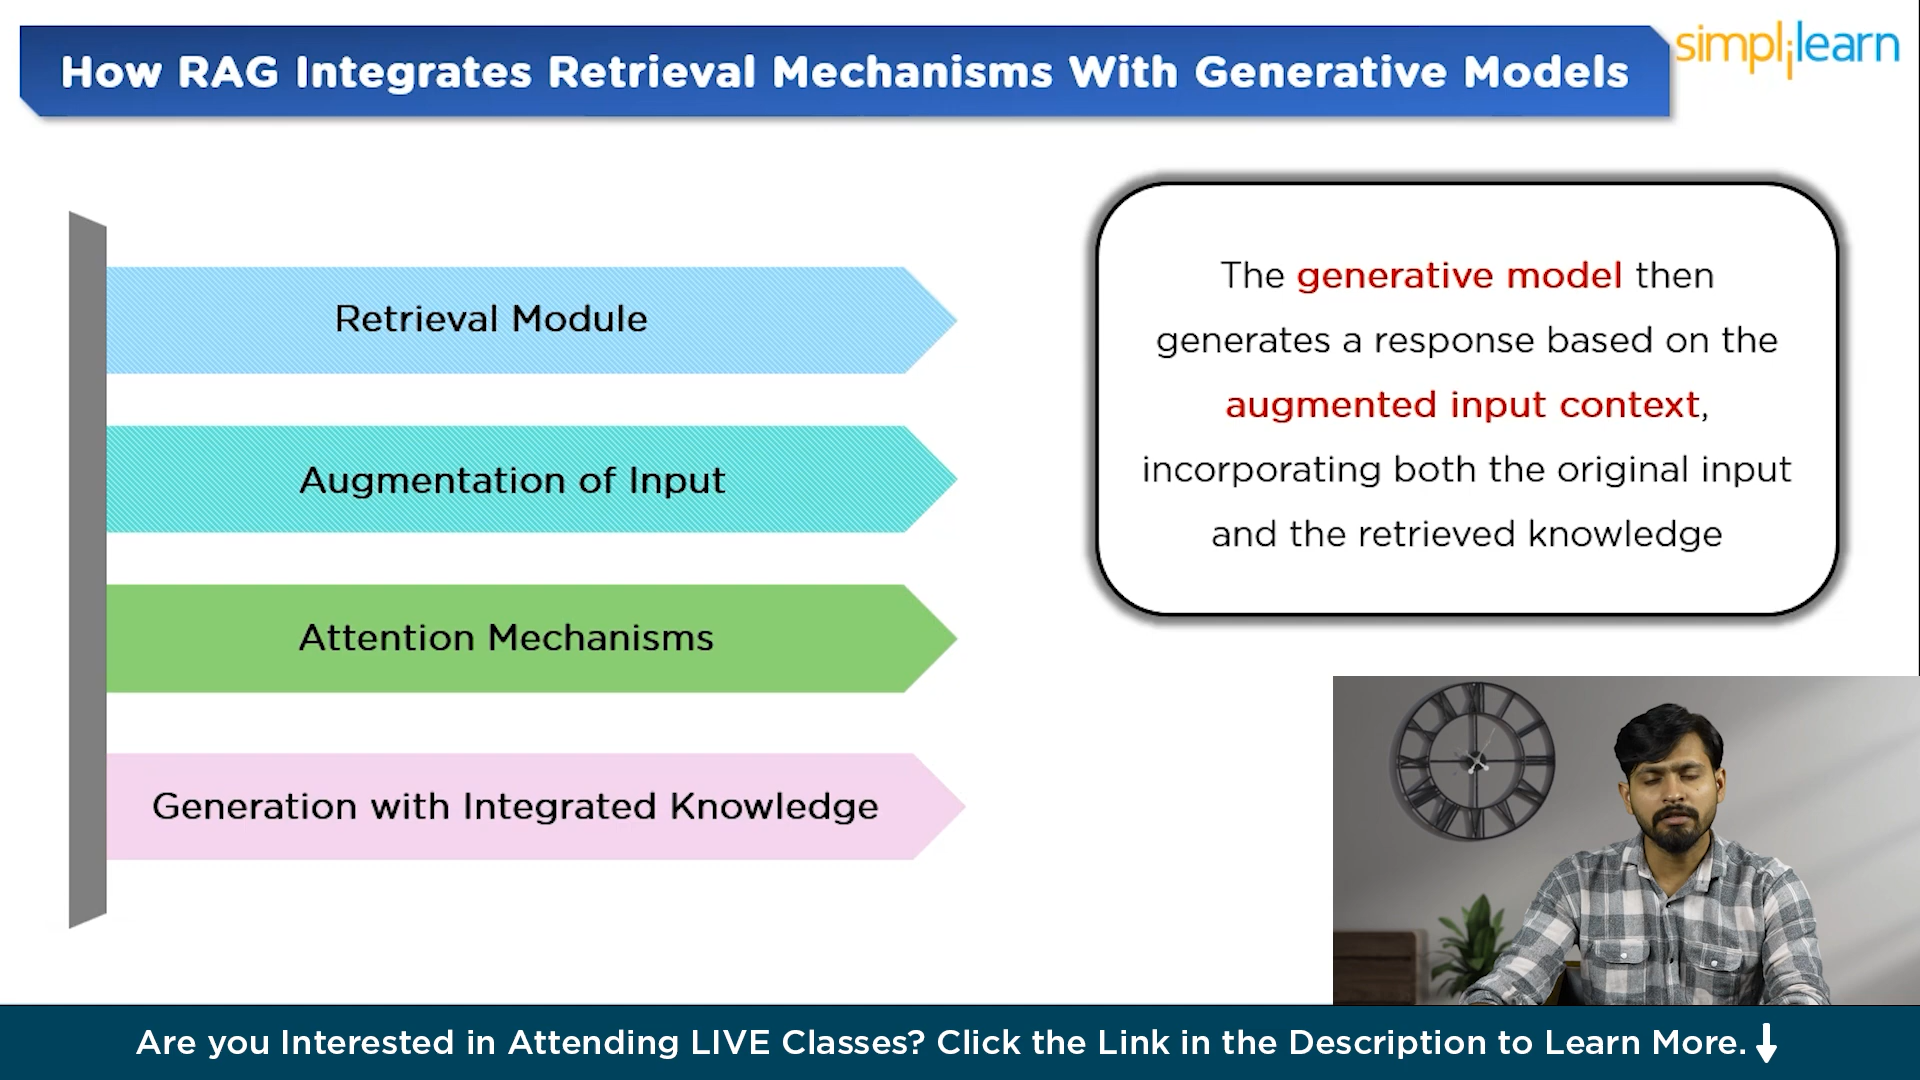 How RAG Integrates Retrieval Mechanisms With Generative Models
simplilearn
Retrieval Module
Augmentation of Input
Attention Mechanisms
Generation with Integrated Knowledge
The generative model then
generates a response based on the
augmented input context,
incorporating both the original input
and the retrieved knowledge
Are you Interested in Attending LIVE Classes? Click the Link in the Description to Learn More.